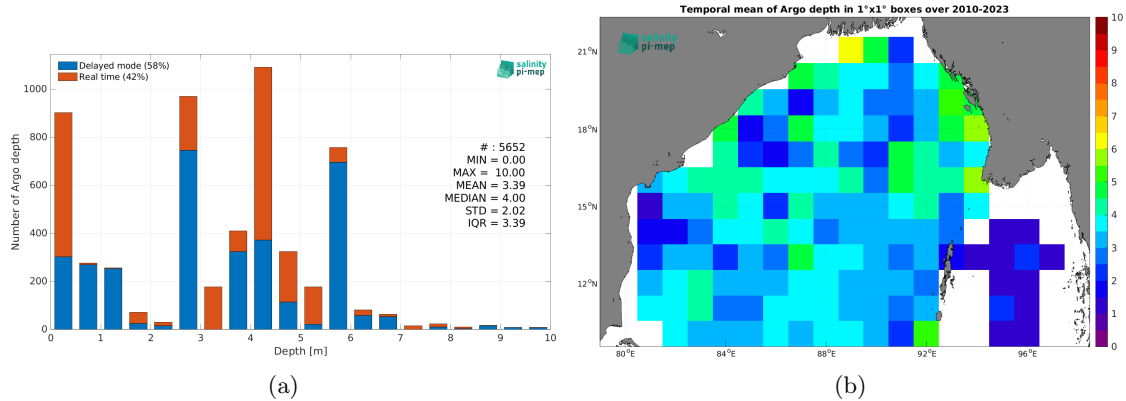 Delayed mode (58%)
Real time (42%)
salinity
pi-mep
# : 5652
MIN = 0.00
MAX = 10.00
MEAN = 3.39
MEDIAN = 4.00
STD = 2.02
IQR = 3.39
Number of Argo depth
1000
800
600
400
200
0
0 1 2 3 4 5 6 7 8 9 10
Depth [m]
(a)
Temporal mean of Argo depth in 1°x1° boxes over 2010-2023
salinity
pi-mep
21°N
18°N
15°N
12°N
80°E 84°E 88°E 92°E 96°E
10
9
8
7
6
5
4
3
2
1
0
(b)